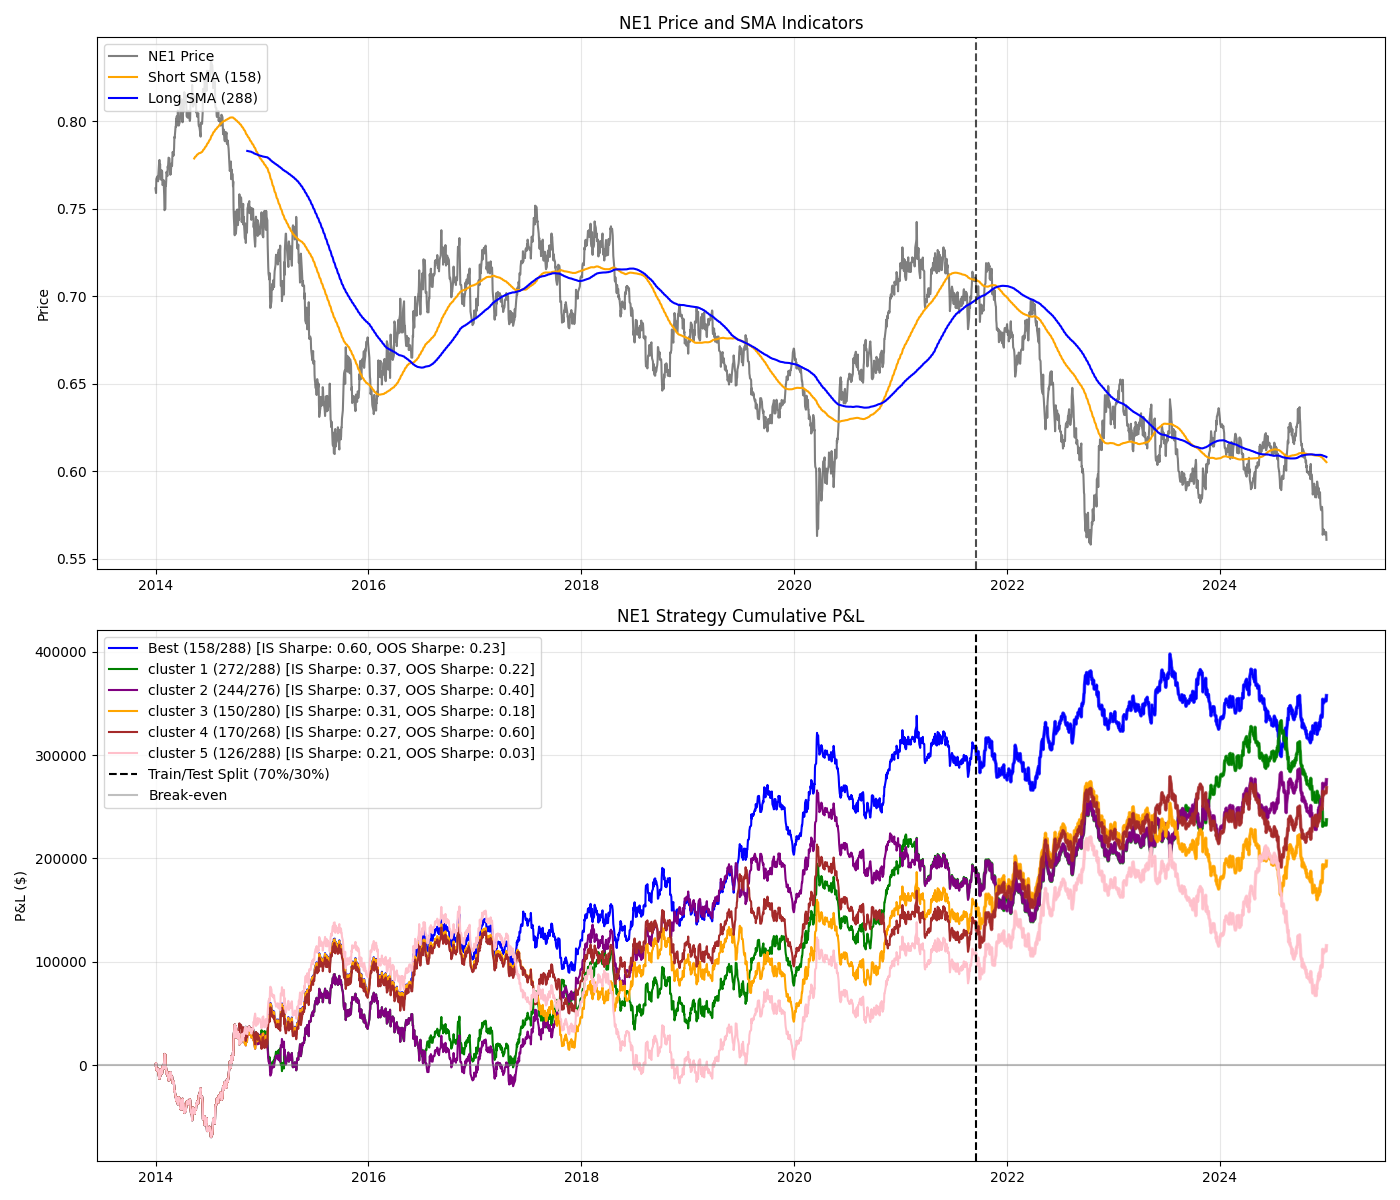 NE1 Price and SMA Indicators
NE1 Price
Short SMA (158)
Long SMA (288)
Price
0.80
0.75
0.70
0.65
0.60
0.55
2014 2016 2018 2020 2022 2024
NE1 Strategy Cumulative P&L
Best (158/288) [IS Sharpe: 0.60, OOS Sharpe: 0.23]
cluster 1 (272/288) [IS Sharpe: 0.37, OOS Sharpe: 0.22]
cluster 2 (244/276) [IS Sharpe: 0.37, OOS Sharpe: 0.40]
cluster 3 (150/280) [IS Sharpe: 0.31, OOS Sharpe: 0.18]
cluster 4 (170/268) [IS Sharpe: 0.27, OOS Sharpe: 0.60]
cluster 5 (126/288) [IS Sharpe: 0.21, OOS Sharpe: 0.03]
Train/Test Split (70%/30%)
Break-even
P&L ($)
400000
300000
200000
100000
0
2014 2016 2018 2020 2022 2024